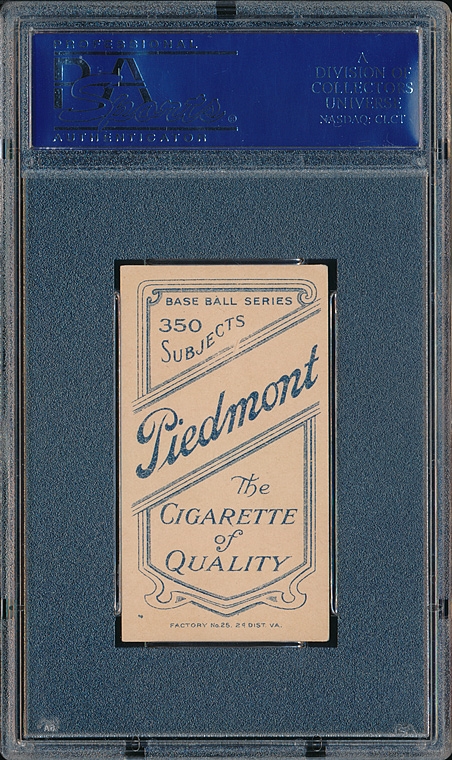 PROFESSIONAL
PSA
Sports
AUTHENTICATOR
A
DIVISION OF
COLLECTORS
UNIVERSE
NASDAQ: CLCT
BASE BALL SERIES
350
SUBJECTS
Piedmont
The
CIGARETTE
of
QUALITY
FACTORY No.25, 2d DIST. VA.